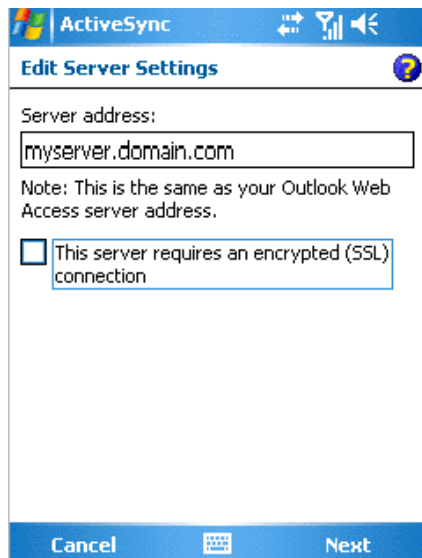 ActiveSync
Edit Server Settings
?
Server address:
myserver.domain.com
Note: This is the same as your Outlook Web
Access server address.
This server requires an encrypted (SSL)
connection
Cancel Next